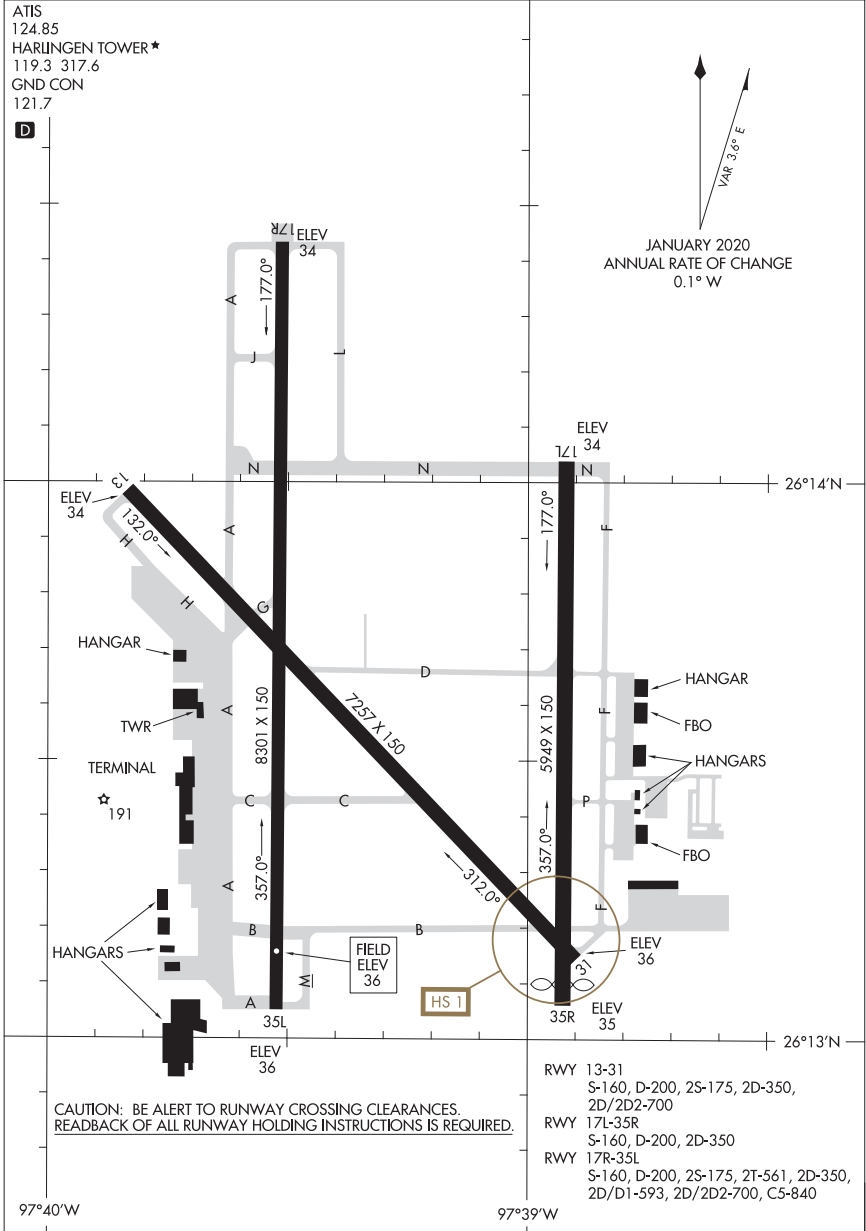 ATIS
124.85
HARLINGEN TOWER★
119.3 317.6
GND CON
121.7
D
VAR 3.6° E
JANUARY 2020
ANNUAL RATE OF CHANGE
0.1° W
17R
ELEV
34
177.0°
A
J
L
ELEV
34
17L
N
N
N
26°14'N
13
ELEV
34
132.0°
177.0°
H
A
F
H
G
HANGAR
D
HANGAR
TWR
A
8301 X 150
7257 X 150
5949 X 150
F
FBO
TERMINAL
HANGARS
191
C
C
P
357.0°
357.0°
FBO
A
312.0°
F
B
B
HANGARS
FIELD
ELEV
36
ELEV
36
31
M
HS 1
A
35L
35R
ELEV
35
ELEV
36
26°13'N
CAUTION: BE ALERT TO RUNWAY CROSSING CLEARANCES.
READBACK OF ALL RUNWAY HOLDING INSTRUCTIONS IS REQUIRED.
RWY 13-31
S-160, D-200, 2S-175, 2D-350,
2D/2D2-700
RWY 17L-35R
S-160, D-200, 2D-350
RWY 17R-35L
S-160, D-200, 2S-175, 2T-561, 2D-350,
2D/D1-593, 2D/2D2-700, C5-840
97°40'W
97°39'W